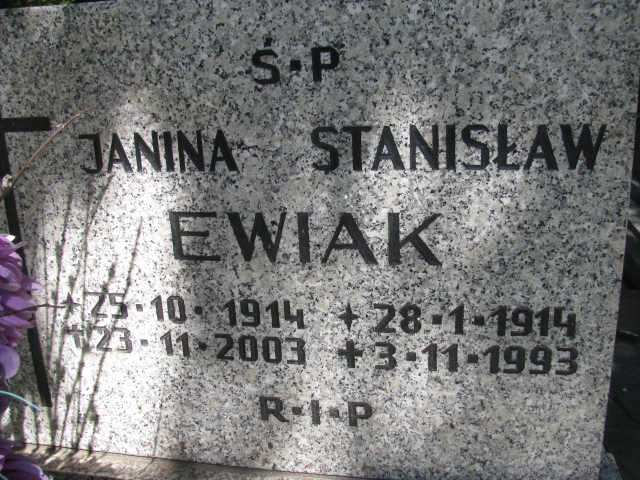 Ś·P
JANINA STANISŁAW
EWIAK
★ 25·10·1914 ★ 28·1·1914
✝ 23·11·2003 ✝ 3·11·1993
R·I·P